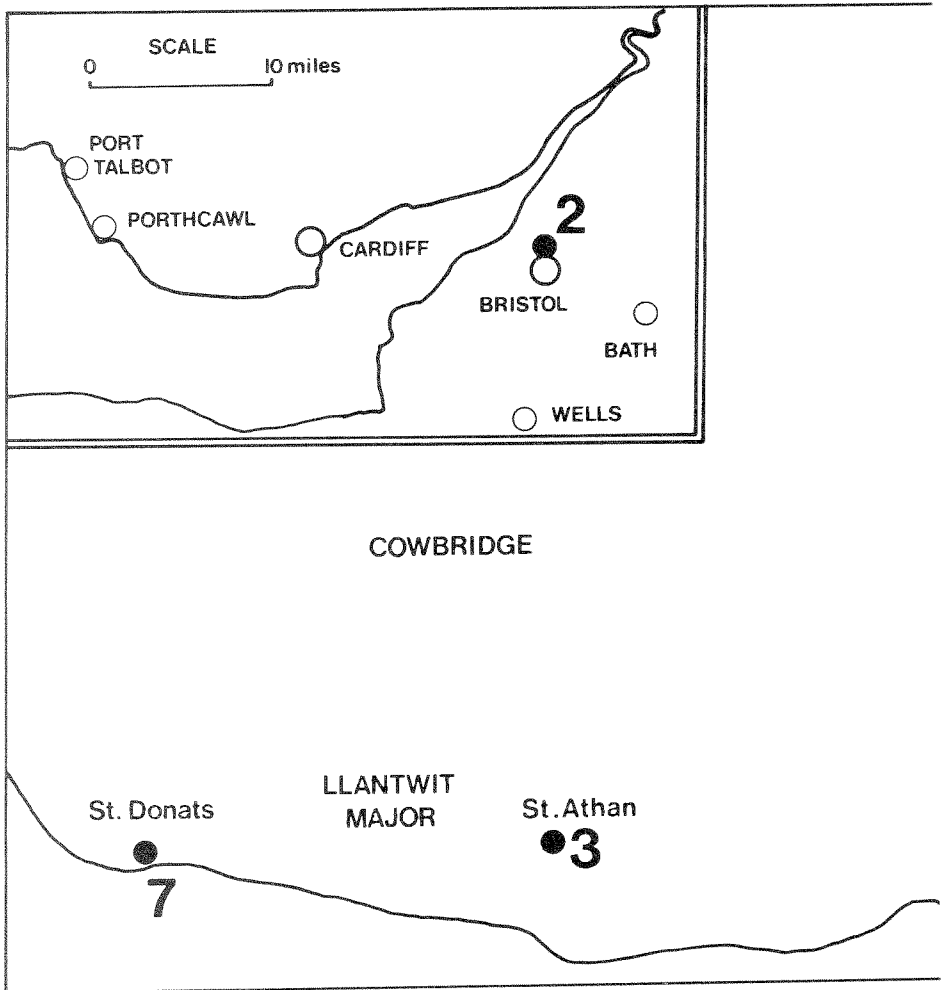 SCALE
0 10 miles
PORT
TALBOT
PORTHCAWL
CARDIFF
2
BRISTOL
BATH
WELLS
COWBRIDGE
LLANTWIT
MAJOR
St. Donats
7
St. Athan
3